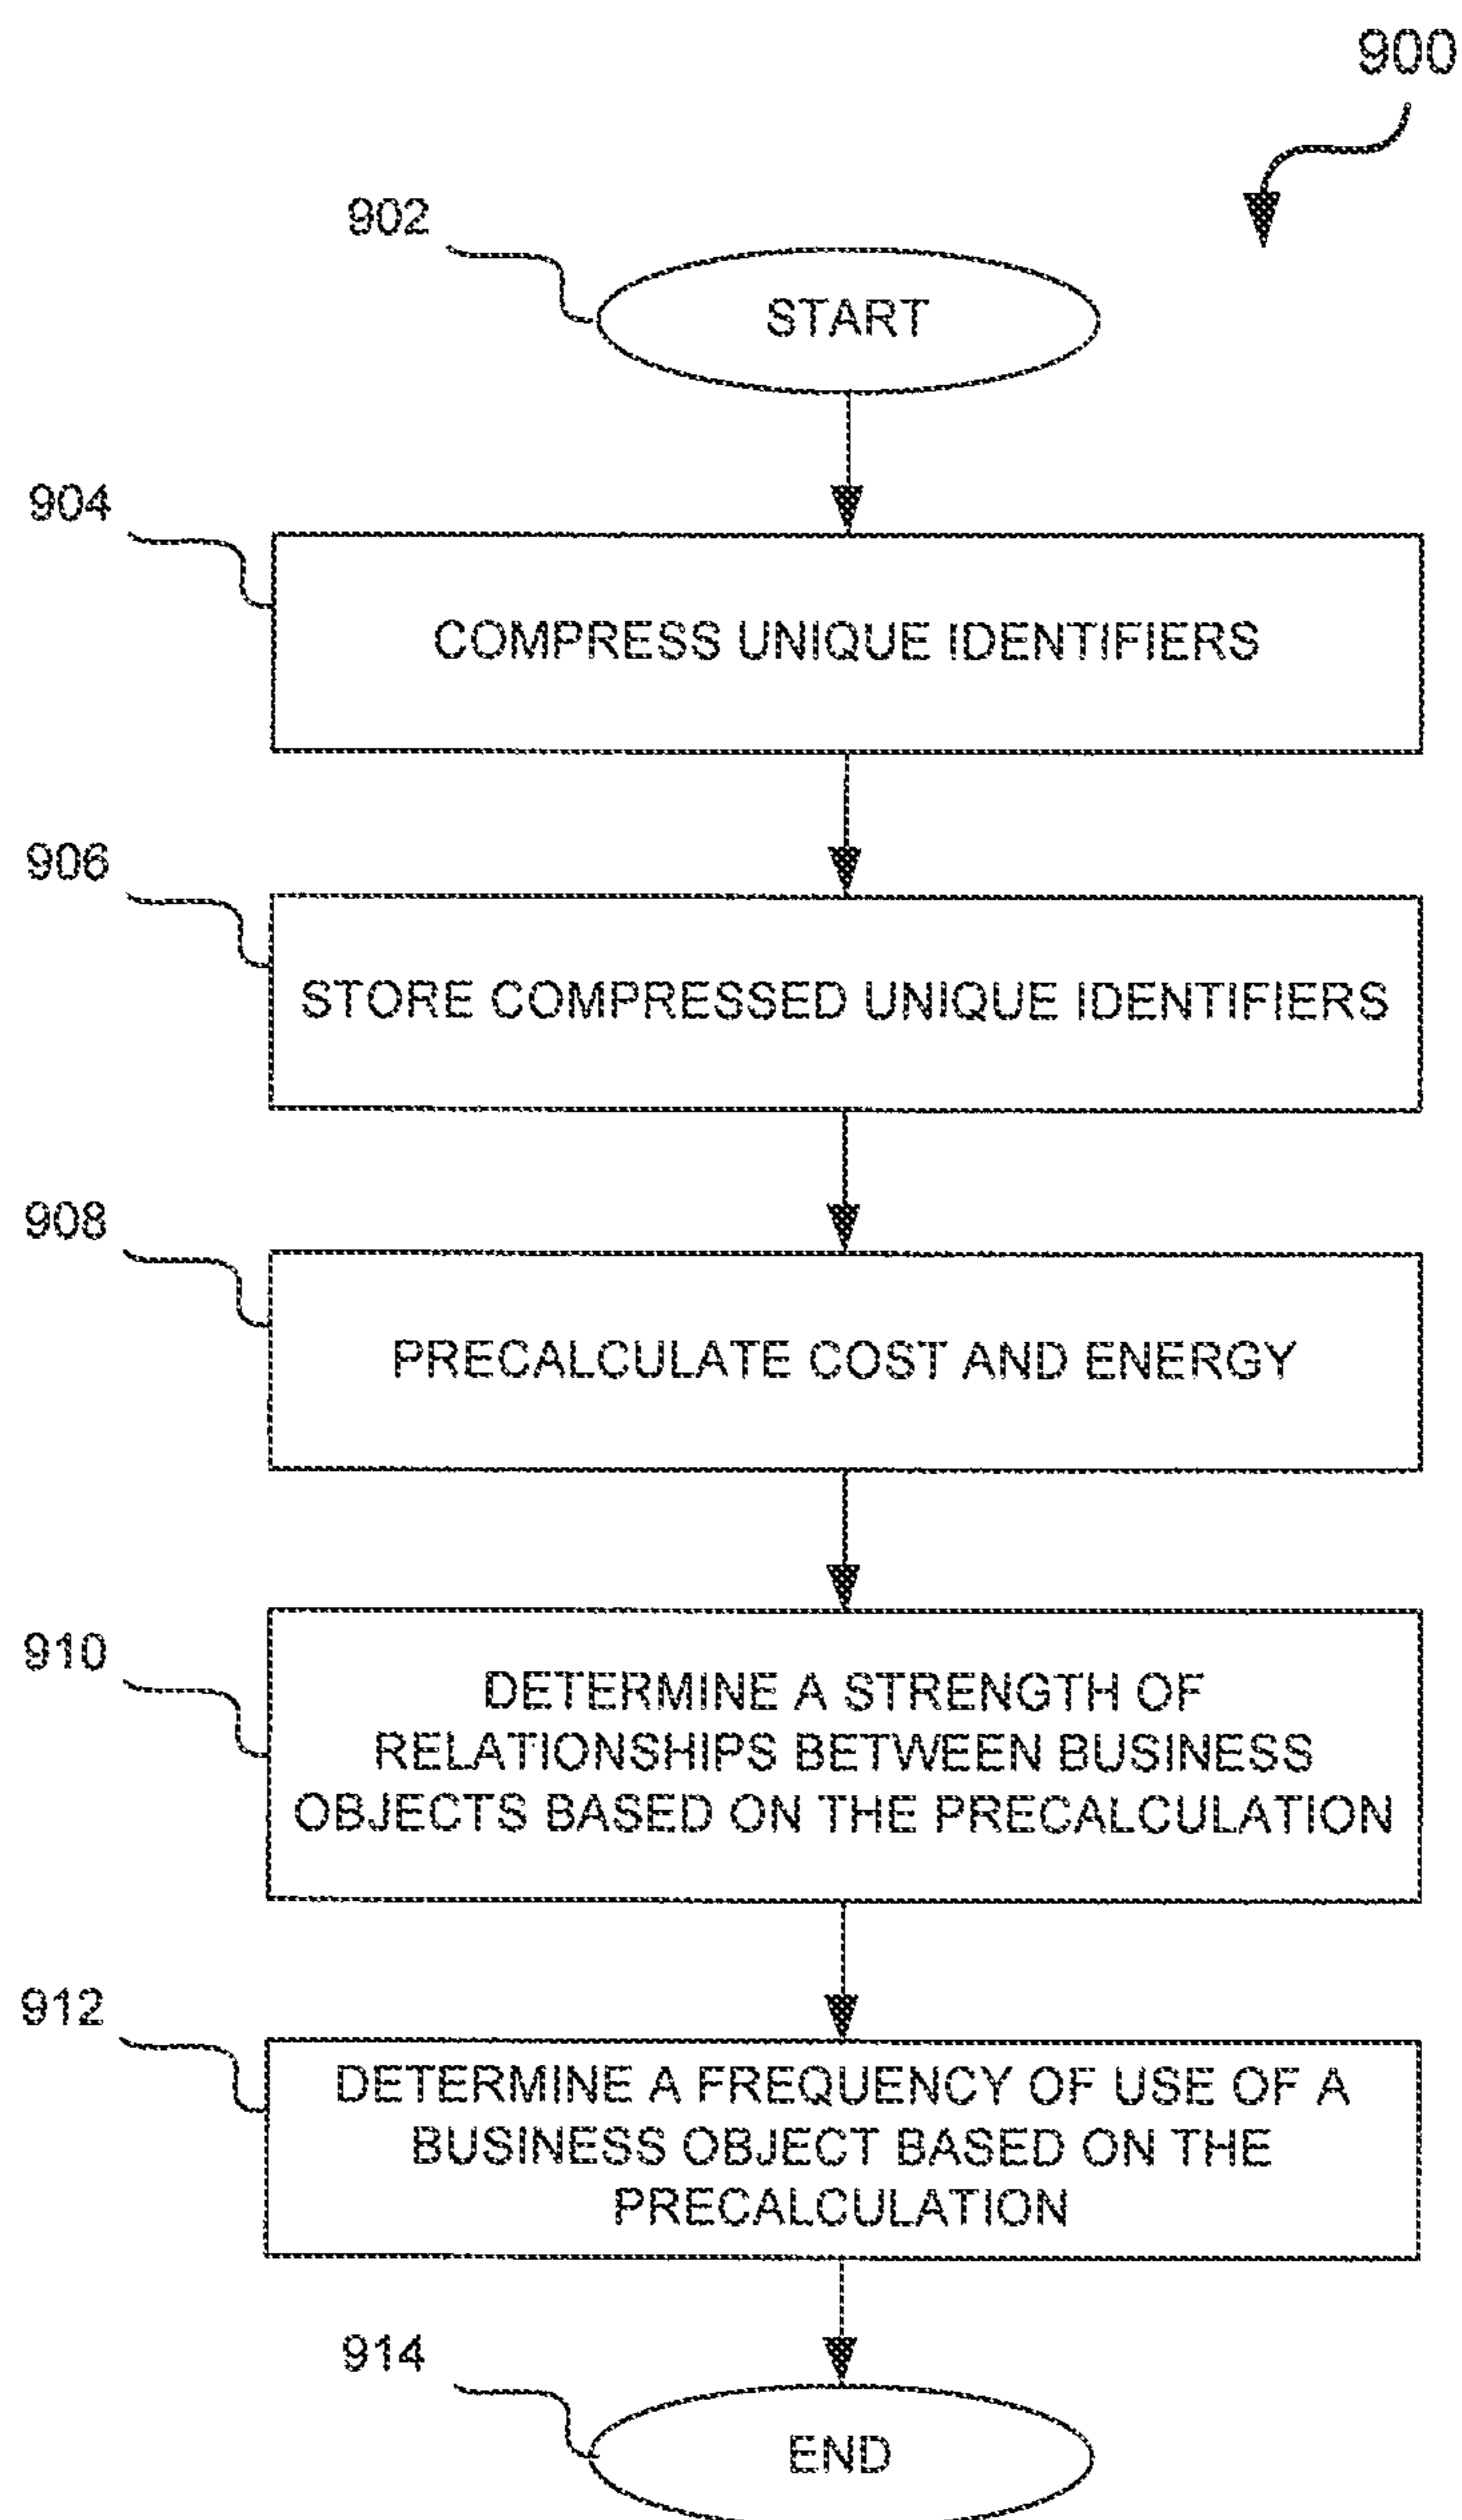 900
902
START
904
COMPRESS UNIQUE IDENTIFIERS
906
STORE COMPRESSED UNIQUE IDENTIFIERS
908
PRECALCULATE COST AND ENERGY
910
DETERMINE A STRENGTH OF
RELATIONSHIPS BETWEEN BUSINESS
OBJECTS BASED ON THE PRECALCULATION
912
DETERMINE A FREQUENCY OF USE OF A
BUSINESS OBJECT BASED ON THE
PRECALCULATION
914
END